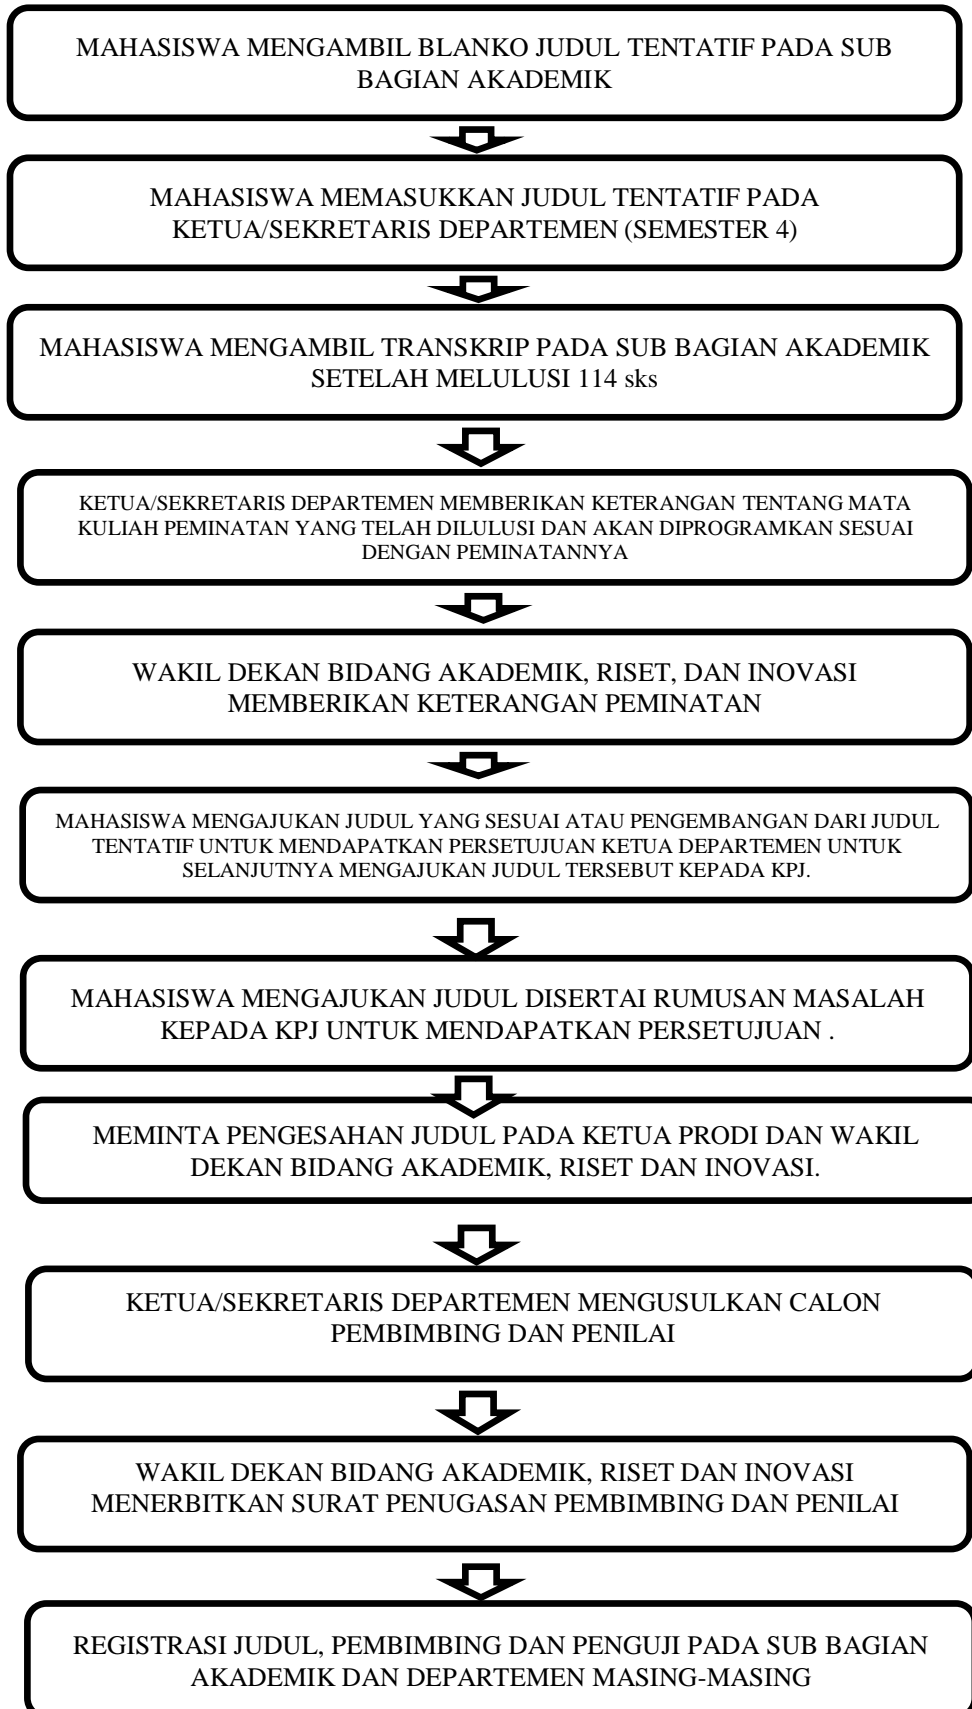 MAHASISWA MENGAMBIL BLANKO JUDUL TENTATIF PADA SUB
BAGIAN AKADEMIK
MAHASISWA MEMASUKKAN JUDUL TENTATIF PADA
KETUA/SEKRETARIS DEPARTEMEN (SEMESTER 4)
MAHASISWA MENGAMBIL TRANSKRIP PADA SUB BAGIAN AKADEMIK
SETELAH MELULUSI 114 sks
KETUA/SEKRETARIS DEPARTEMEN MEMBERIKAN KETERANGAN TENTANG MATA
KULIAH PEMINATAN YANG TELAH DILULUSI DAN AKAN DIPROGRAMKAN SESUAI
DENGAN PEMINATANNYA
WAKIL DEKAN BIDANG AKADEMIK, RISET, DAN INOVASI
MEMBERIKAN KETERANGAN PEMINATAN
MAHASISWA MENGAJUKAN JUDUL YANG SESUAI ATAU PENGEMBANGAN DARI JUDUL
TENTATIF UNTUK MENDAPATKAN PERSETUJUAN KETUA DEPARTEMEN UNTUK
SELANJUTNYA MENGAJUKAN JUDUL TERSEBUT KEPADA KPJ.
MAHASISWA MENGAJUKAN JUDUL DISERTAI RUMUSAN MASALAH
KEPADA KPJ UNTUK MENDAPATKAN PERSETUJUAN .
MEMINTA PENGESAHAN JUDUL PADA KETUA PRODI DAN WAKIL
DEKAN BIDANG AKADEMIK, RISET DAN INOVASI.
KETUA/SEKRETARIS DEPARTEMEN MENGUSULKAN CALON
PEMBIMBING DAN PENILAI
WAKIL DEKAN BIDANG AKADEMIK, RISET DAN INOVASI
MENERBITKAN SURAT PENUGASAN PEMBIMBING DAN PENILAI
REGISTRASI JUDUL, PEMBIMBING DAN PENGUJI PADA SUB BAGIAN
AKADEMIK DAN DEPARTEMEN MASING-MASING